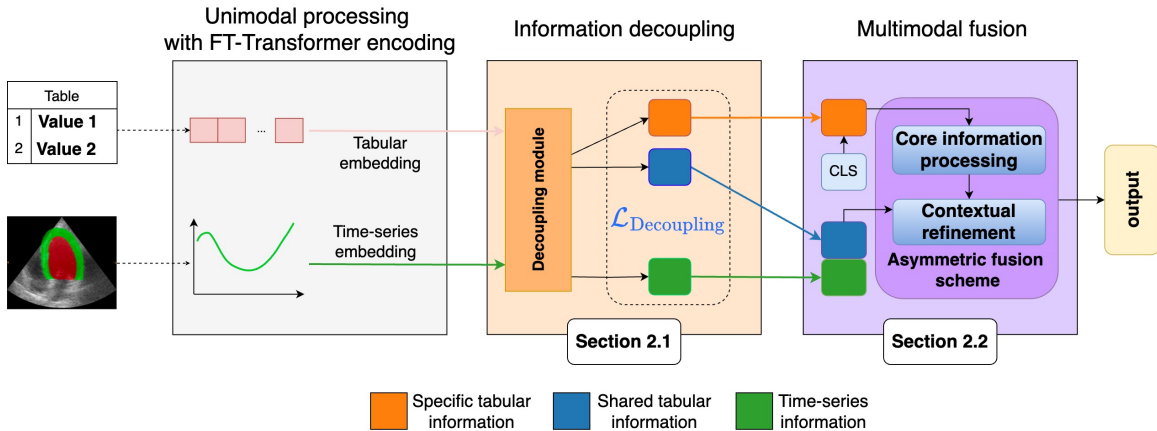 Unimodal processing
with FT-Transformer encoding
Information decoupling
Multimodal fusion
Table
1 Value 1
2 Value 2
...
Tabular
embedding
Time-series
embedding
Decoupling module
ℒDecoupling
CLS
Core information
processing
Contextual
refinement
Asymmetric fusion
scheme
output
Section 2.1
Section 2.2
Specific tabular
information
Shared tabular
information
Time-series
information